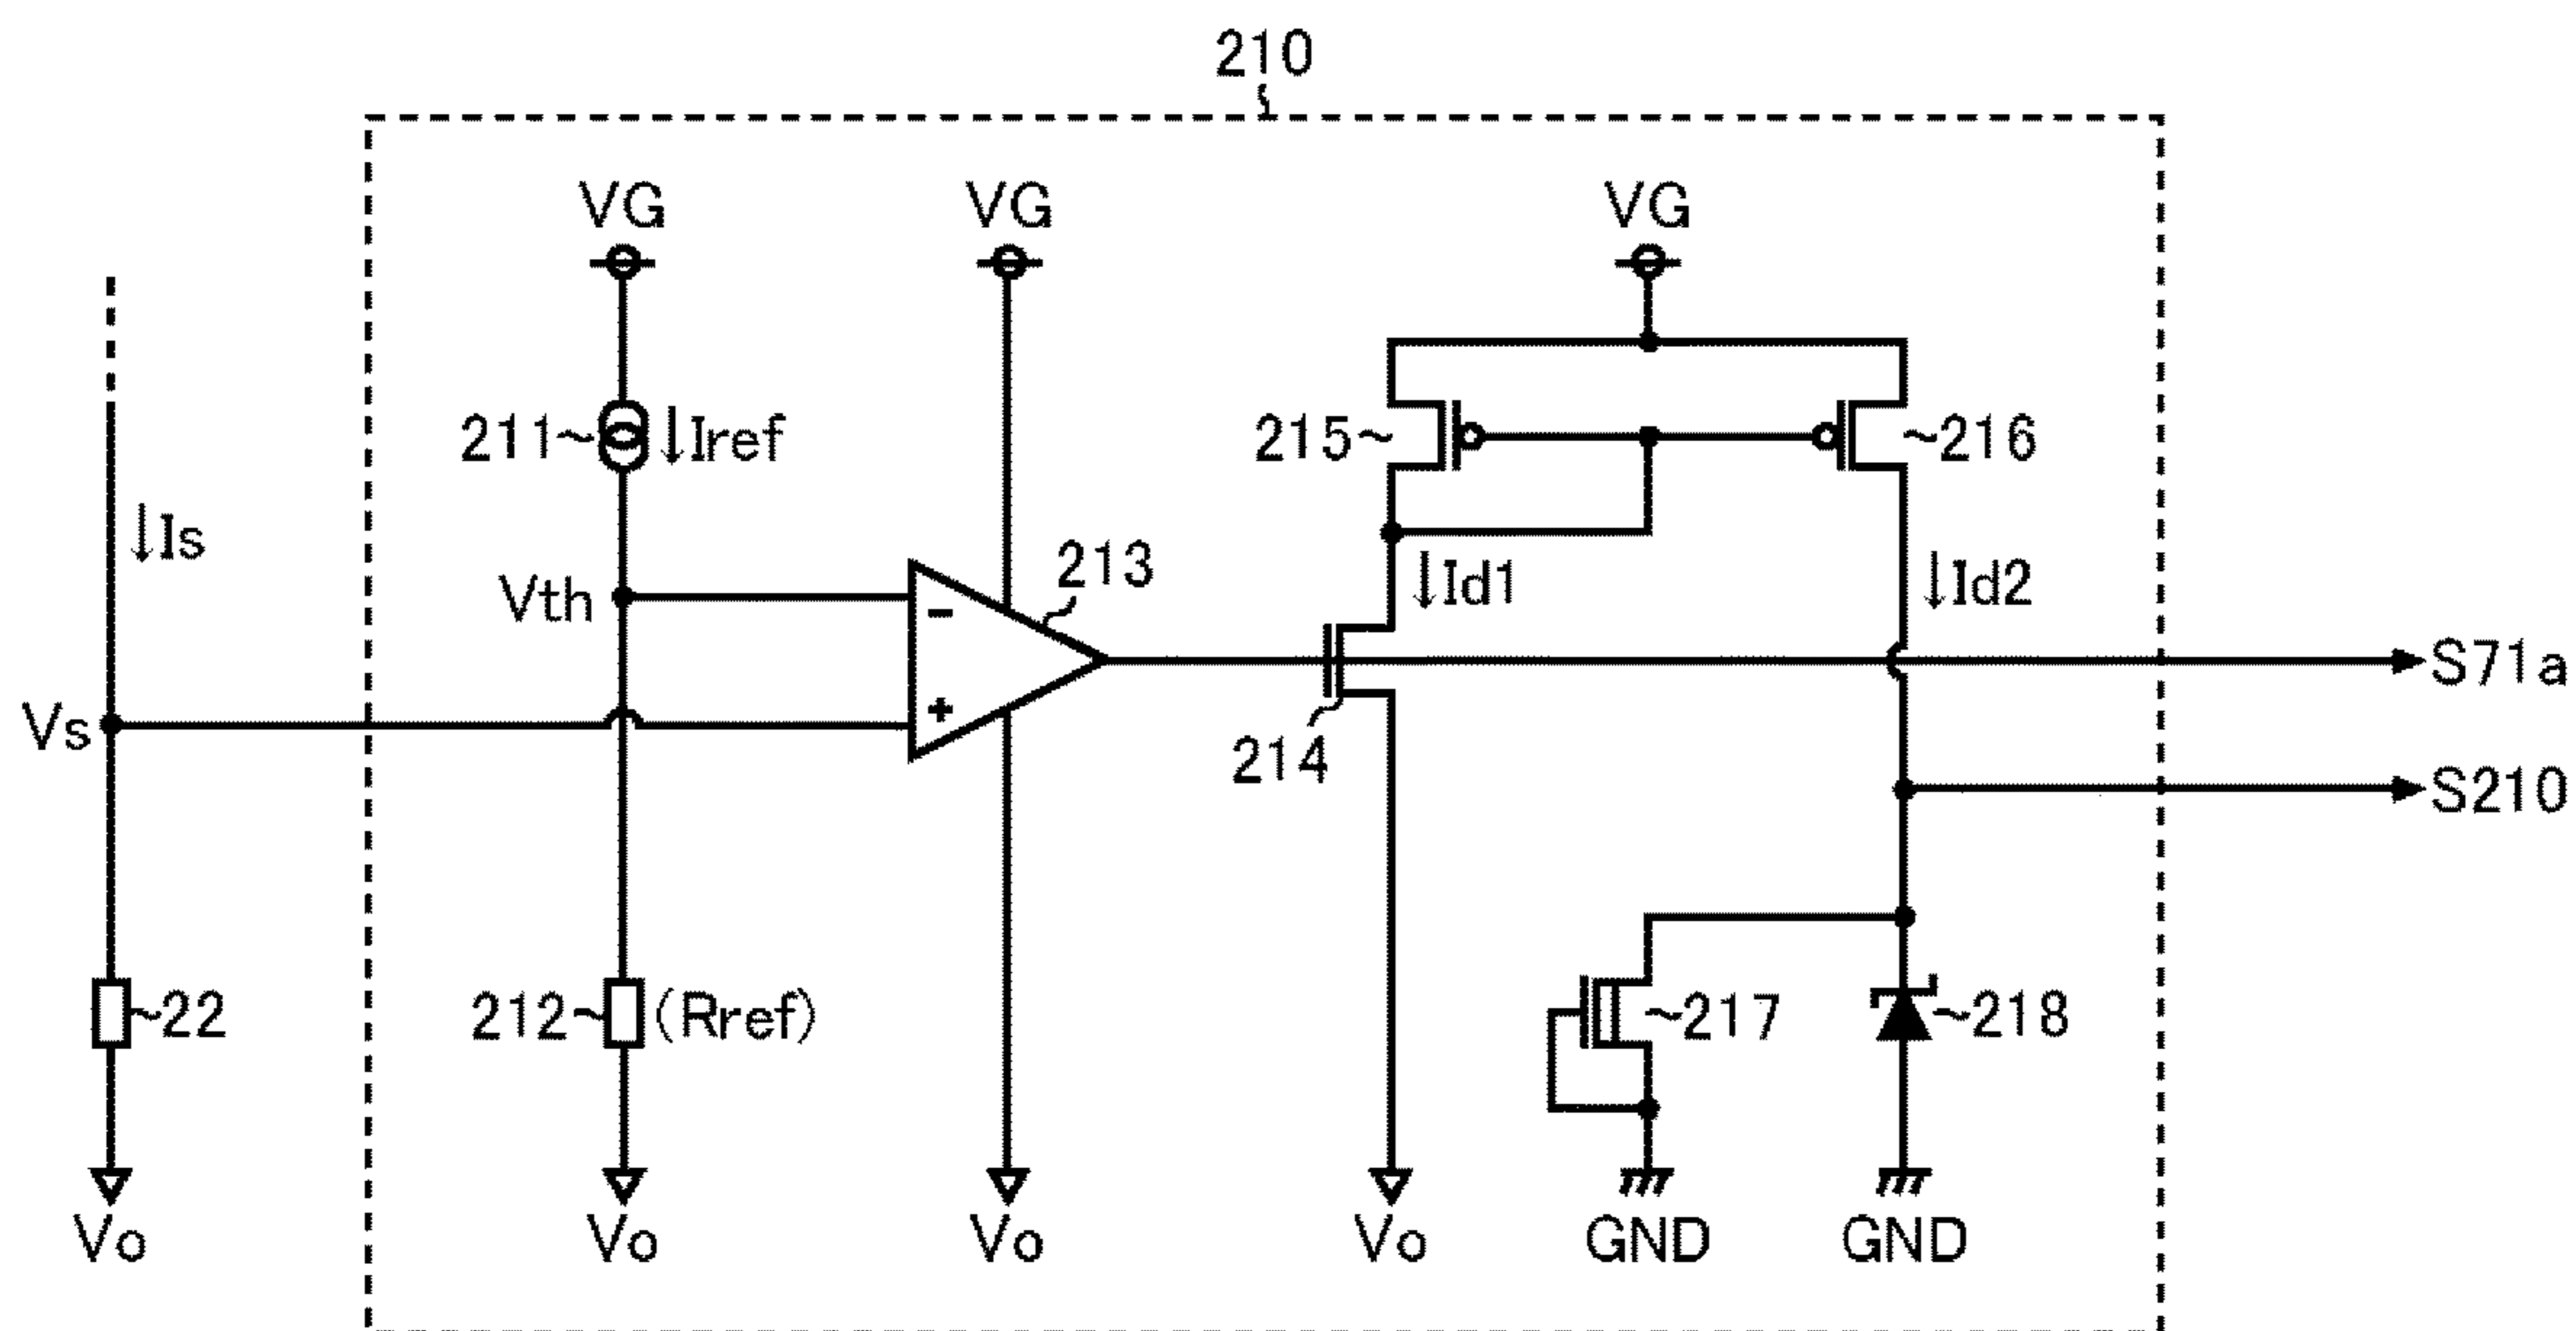 210
VG
VG
VG
211
Iref
215
216
Is
Vth
213
Id1
Id2
-
+
S71a
Vs
214
S210
22
212
(Rref)
217
218
Vo
Vo
Vo
Vo
GND
GND